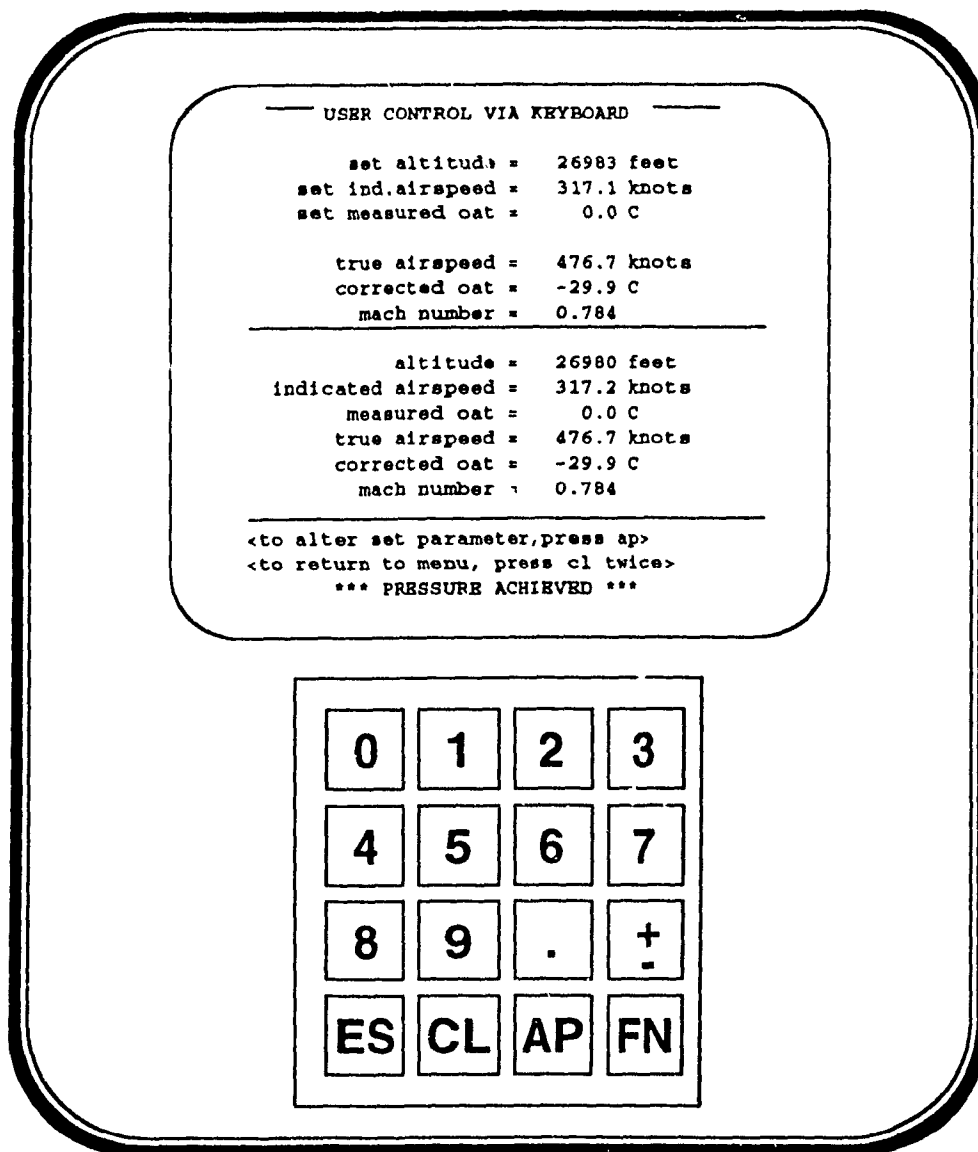 USER CONTROL VIA KEYBOARD
set altitude = 26983 feet
set ind.airspeed = 317.1 knots
set measured oat = 0.0 C
true airspeed = 476.7 knots
corrected oat = -29.9 C
mach number = 0.784
altitude = 26980 feet
indicated airspeed = 317.2 knots
measured oat = 0.0 C
true airspeed = 476.7 knots
corrected oat = -29.9 C
mach number = 0.784
<to alter set parameter,press ap>
<to return to menu, press cl twice>
*** PRESSURE ACHIEVED ***
0 1 2 3
4 5 6 7
8 9 . +
-
ES CL AP FN